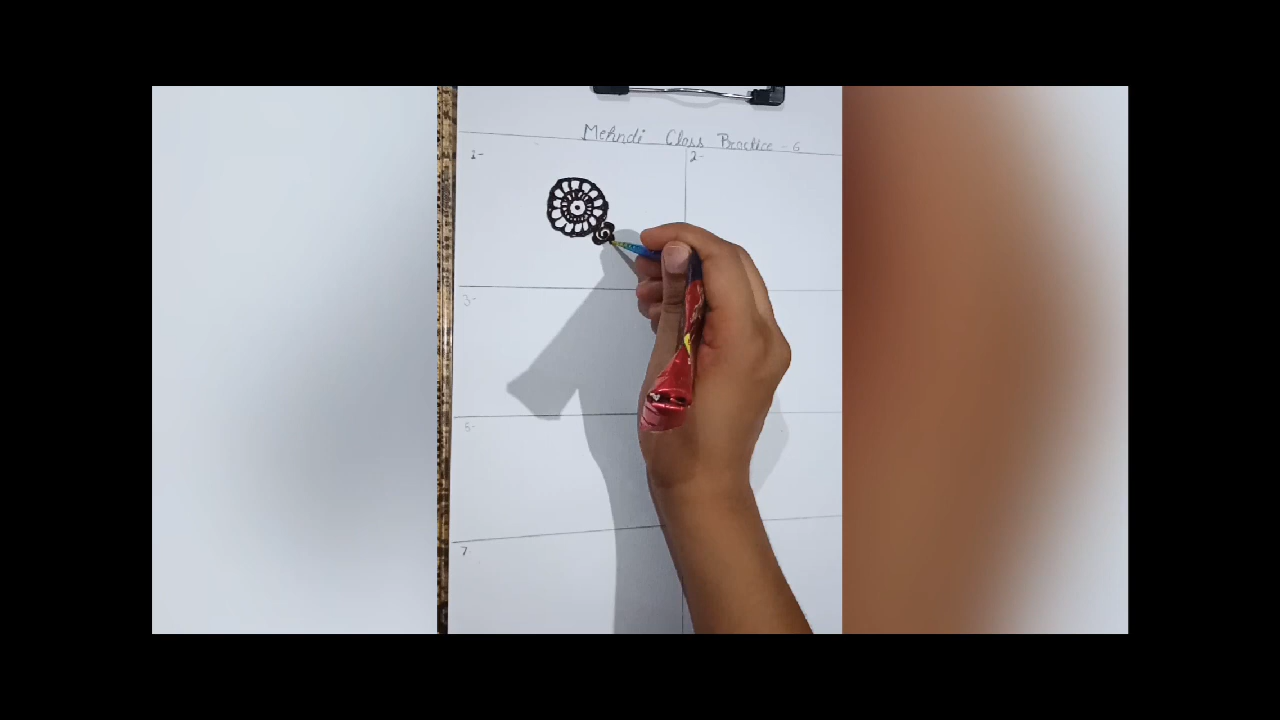 Mehndi Class Practice - 6
1- 2-
3-
5-
7